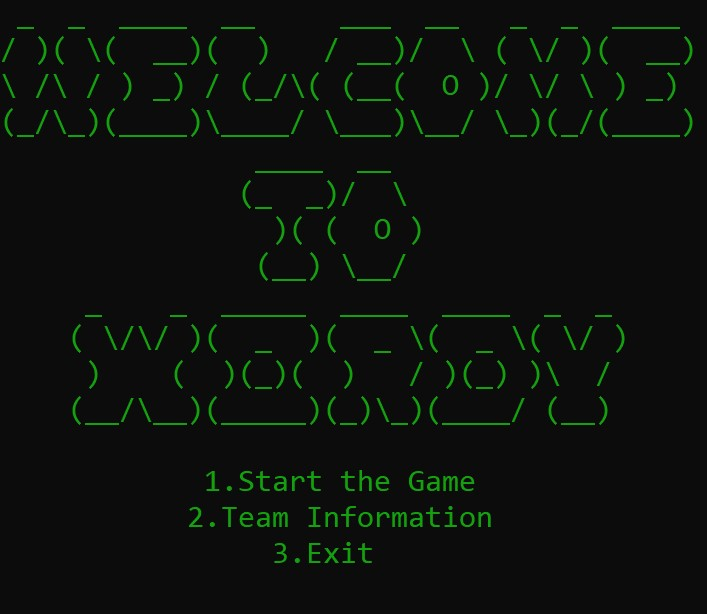 WELCOME
TO
WORDY
1.Start the Game
2.Team Information
3.Exit